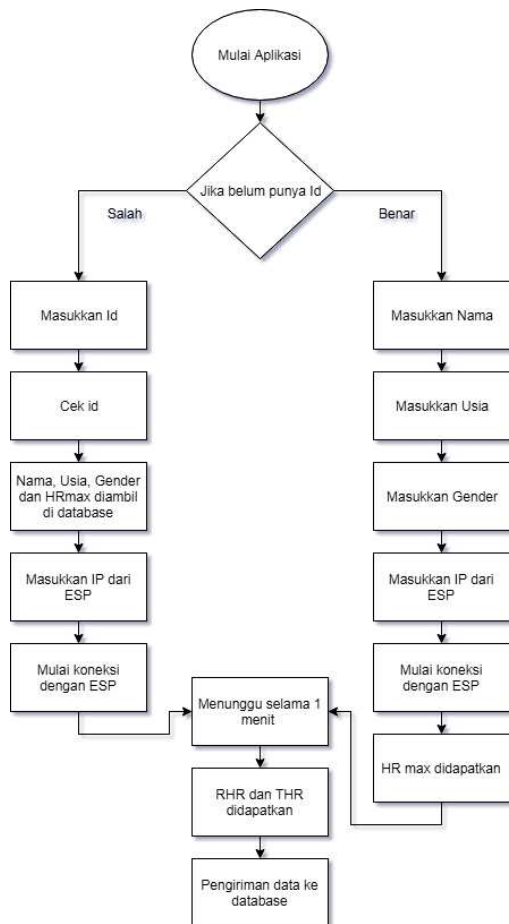 Mulai Aplikasi
Jika belum punya Id
Salah
Benar
Masukkan Id
Masukkan Nama
Cek id
Masukkan Usia
Nama, Usia, Gender
dan HRmax diambil
di database
Masukkan Gender
Masukkan IP dari
ESP
Masukkan IP dari
ESP
Mulai koneksi
dengan ESP
Mulai koneksi
dengan ESP
Menunggu selama 1
menit
HR max didapatkan
RHR dan THR
didapatkan
Pengiriman data ke
database